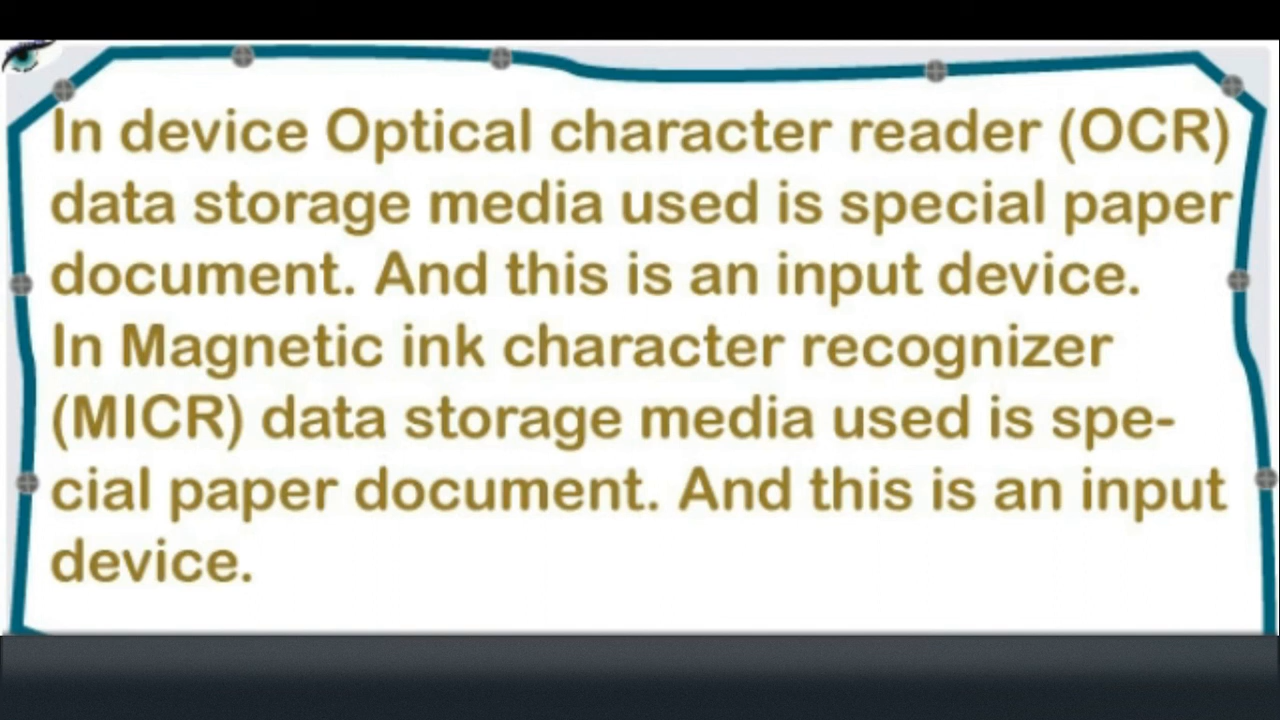 In device Optical character reader (OCR)
data storage media used is special paper
document. And this is an input device.
In Magnetic ink character recognizer
(MICR) data storage media used is spe-
cial paper document. And this is an input
device.